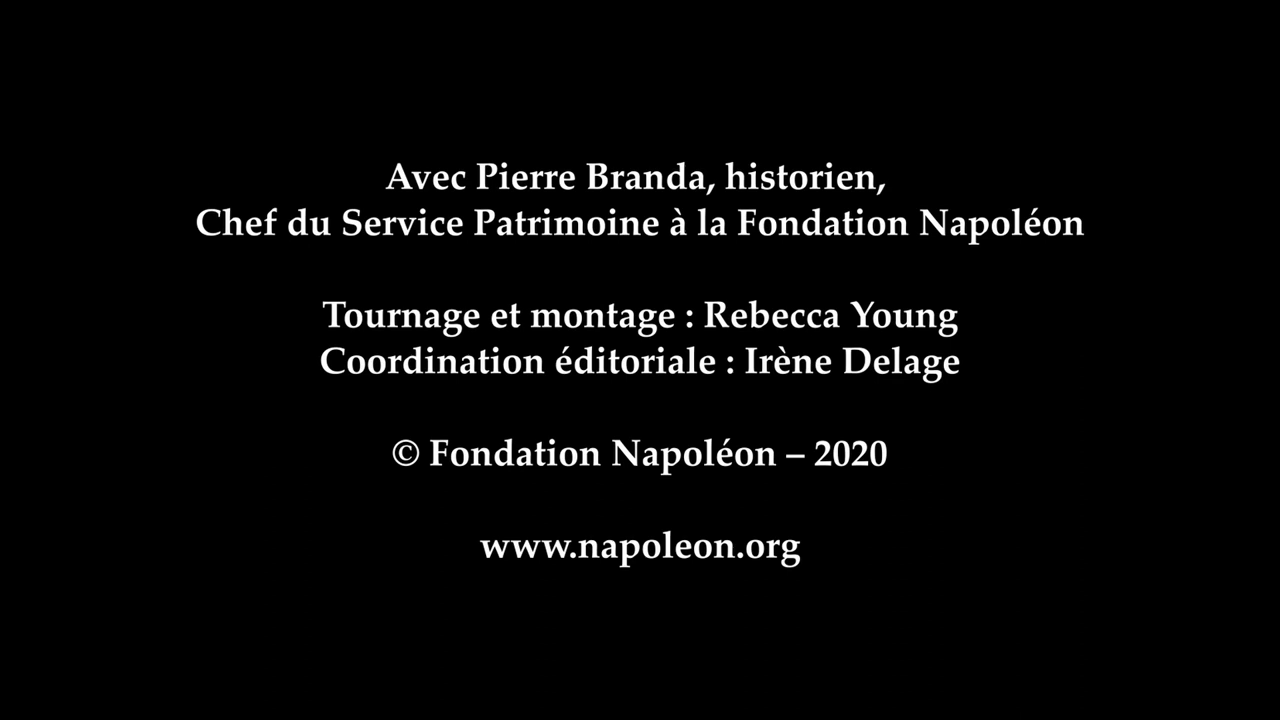 Avec Pierre Branda, historien,
Chef du Service Patrimoine à la Fondation Napoléon
Tournage et montage : Rebecca Young
Coordination éditoriale : Irène Delage
© Fondation Napoléon – 2020
www.napoleon.org